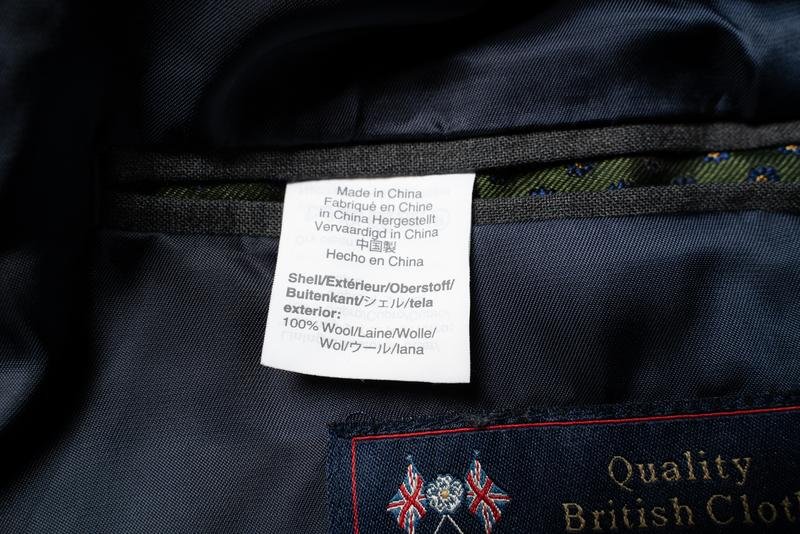 Made in China
Fabriqué en Chine
in China Hergestellt
Vervaardigd in China
中国製
Hecho en China
Shell/Extérieur/Oberstoff/
Buitenkant/シェル/tela
exterior:
100% Wool/Laine/Wolle/
Wol/ウール/lana
Quality
British Clot